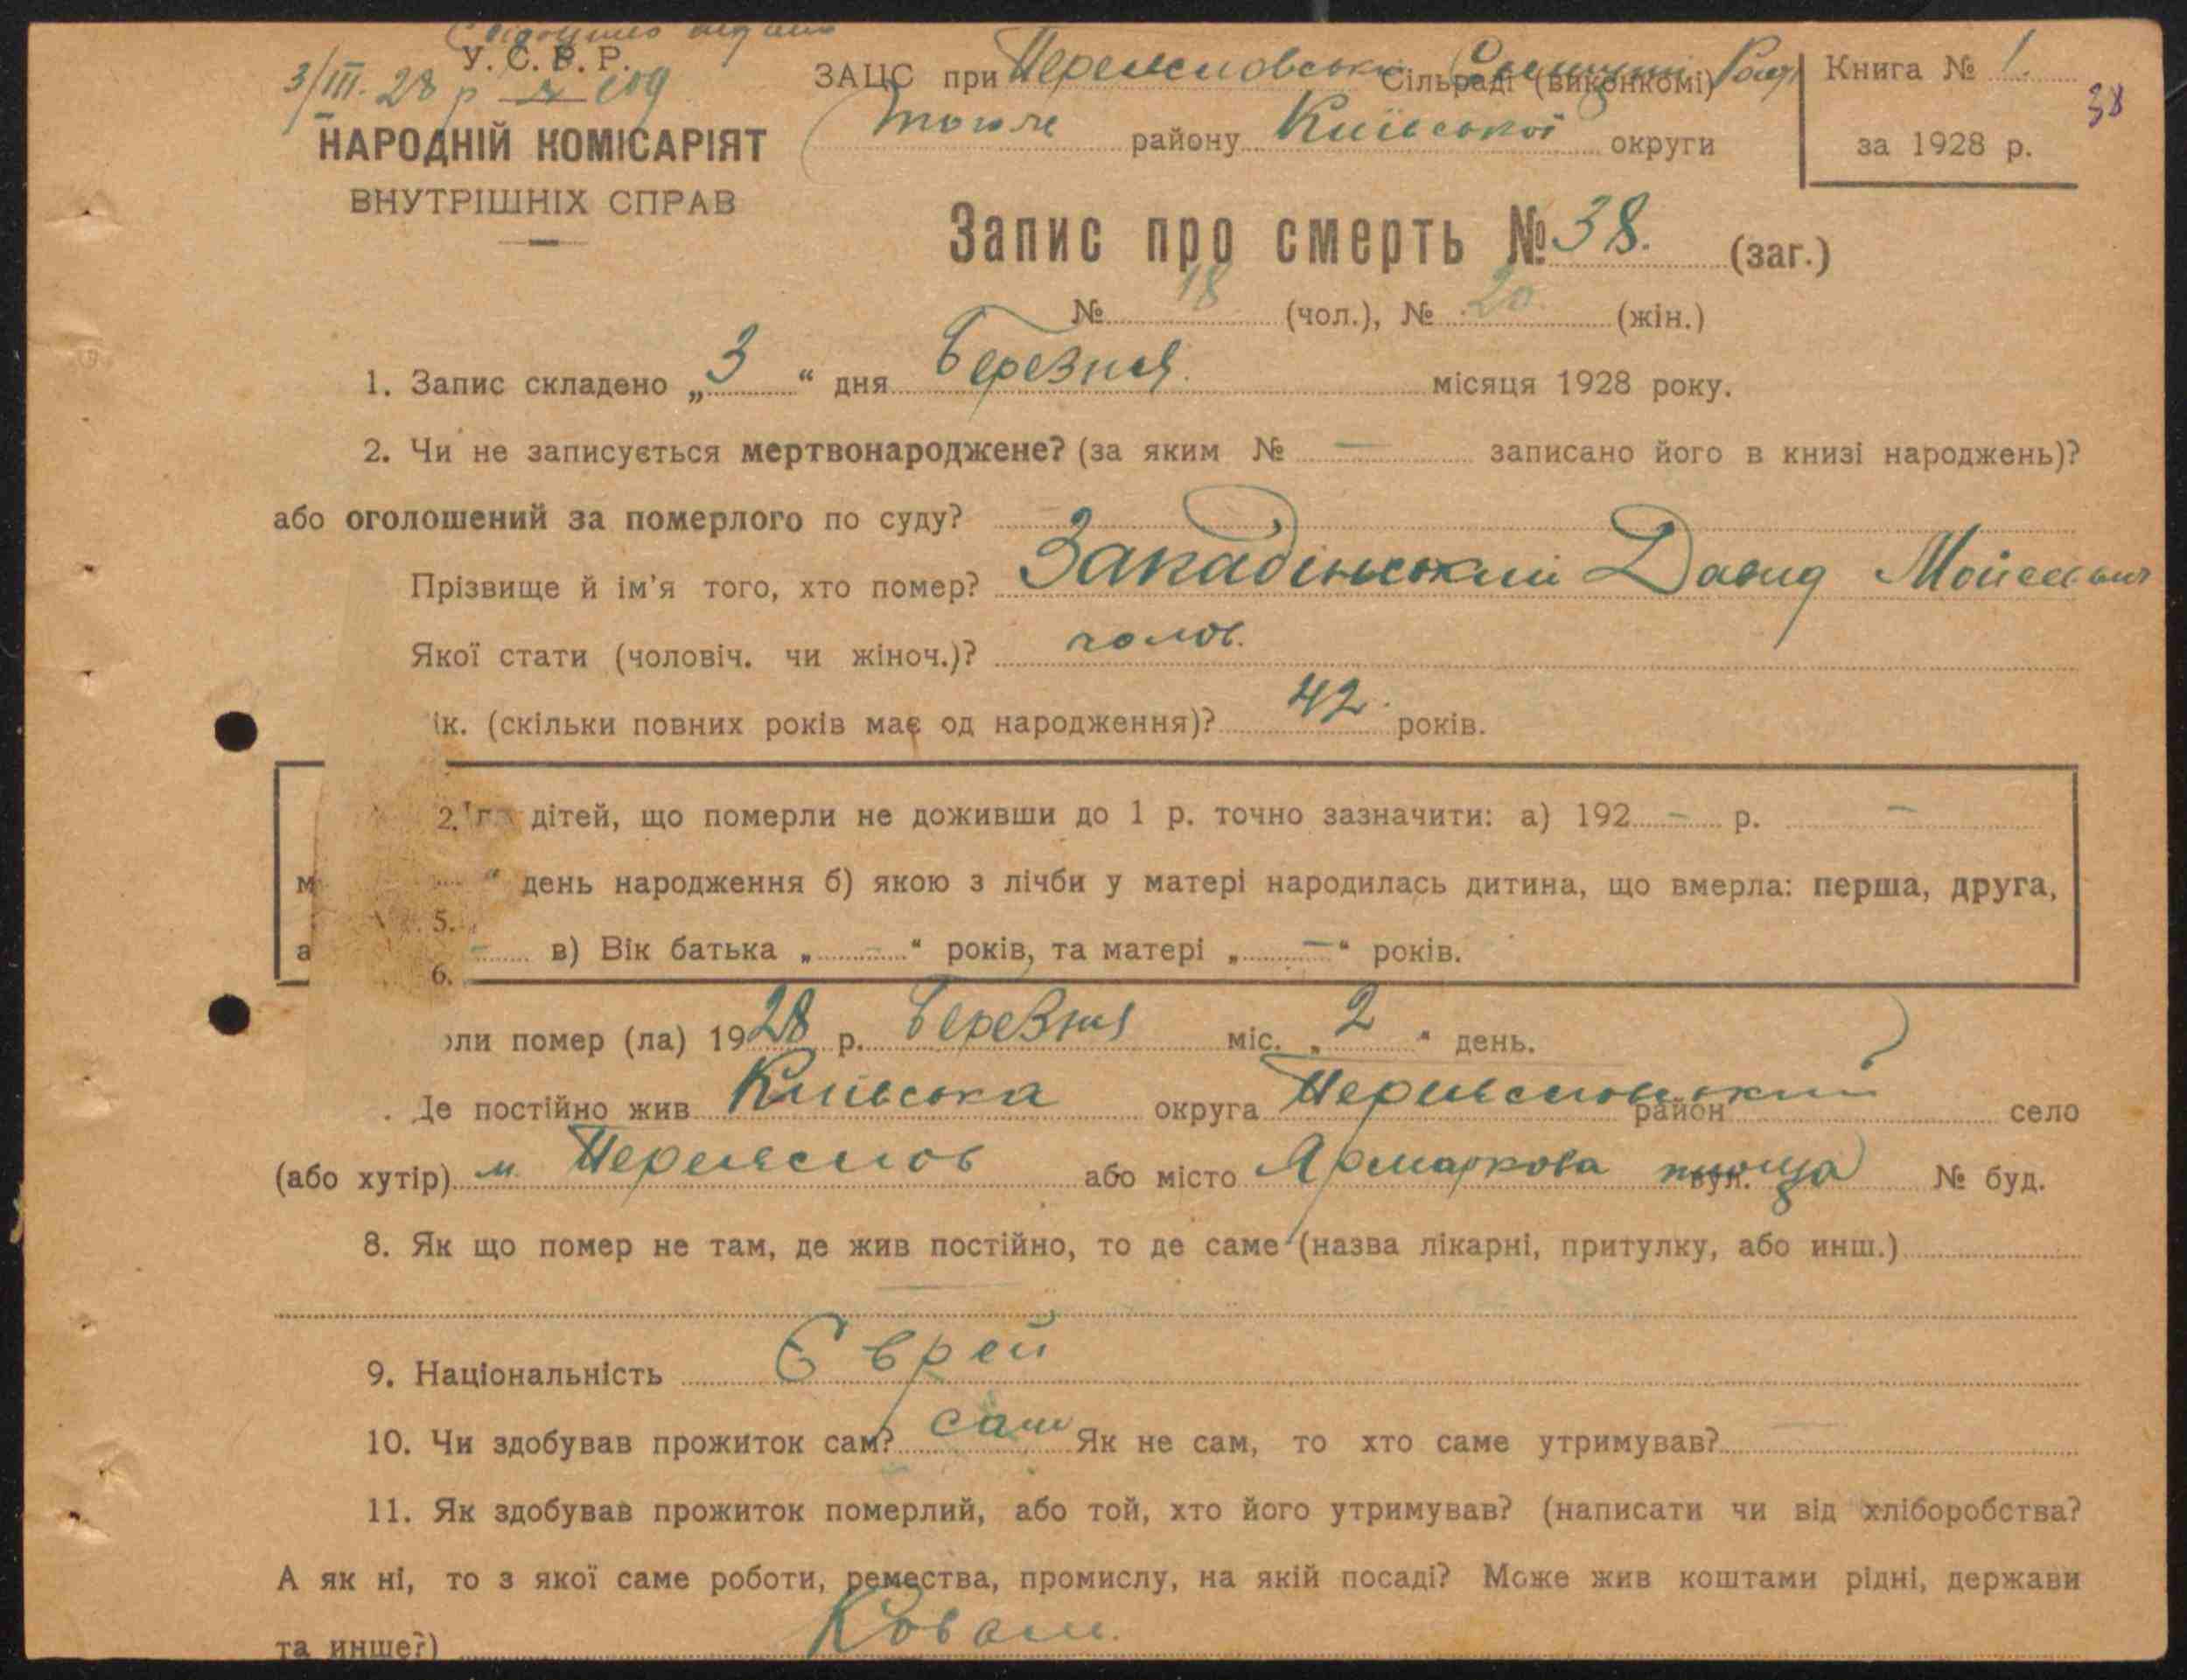 У.С.В.Р.
3/III. 28 р
НАРОДНІЙ КОМІСАРІЯТ
ВНУТРІШНІХ СПРАВ
ЗАЦС при Сільраді (виконкомі)
району Київської округи
Книга № 1.
за 1928 р.
38
Запис про смерть № 38. (заг.)
№ 18 (чол.), № 20 (жін.)
1. Запис складено „3“ дня Березня місяця 1928 року.
2. Чи не записується мертвонароджене? (за яким № — записано його в книзі народжень)?
або оголошений за померлого по суду?
Прізвище й ім'я того, хто помер? Давид Мойсеевич
Якої стати (чоловіч. чи жіноч.)? чолов.
ік. (скільки повних років має од народження)? 42. років.
2. дітей, що померли не доживши до 1 р. точно зазначити: а) 192 – р. –
м “ день народження б) якою з лічби у матері народилась дитина, що вмерла: перша, друга,
5.
а – в) Вік батька „ – “ років, та матері „ – “ років.
6.
оли помер (ла) 1928 р. Березня міс. „2“ день.
Де постійно жив Київська округа район село
(або хутір) м. або місто Ярмаркова площа вул. № буд.
8. Як що помер не там, де жив постійно, то де саме (назва лікарні, притулку, або инш.)
9. Національність Єврей
10. Чи здобував прожиток сам? сам Як не сам, то хто саме утримував?
11. Як здобував прожиток померлий, або той, хто його утримував? (написати чи від хліборобства?
А як ні, то з якої саме роботи, ремества, промислу, на якій посаді? Може жив коштами рідні, держави
та инше?)